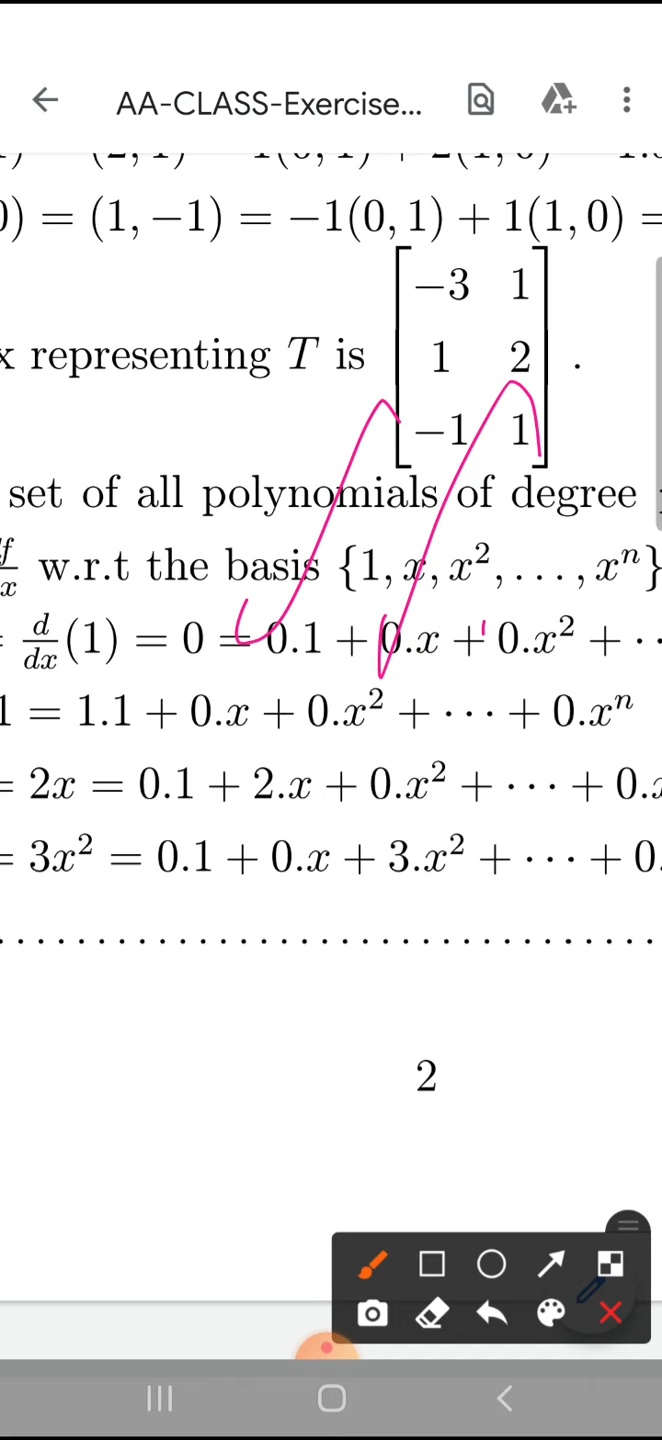 AA-CLASS-Exercise...
0) = (1, −1) = −1(0, 1) + 1(1, 0) =
x representing T is [−3 1
1 2
−1 1] .
set of all polynomials of degree
f/x w.r.t the basis {1, x, x², . . . , xⁿ}
= d/dx (1) = 0 = 0.1 + 0.x + 0.x² + ··
1 = 1.1 + 0.x + 0.x² + ··· + 0.xⁿ
= 2x = 0.1 + 2.x + 0.x² + ··· + 0.x
= 3x² = 0.1 + 0.x + 3.x² + ··· + 0.
. . . . . . . . . . . . . . . . . . . . . . . . . . . . . .
2